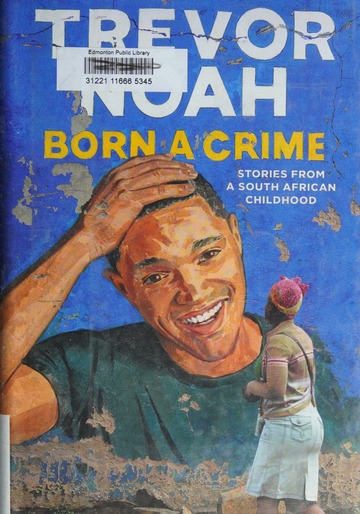 TREVOR
Edmonton Public Library
31221 11666 5345
NOAH
BORN A CRIME
STORIES FROM
A SOUTH AFRICAN
CHILDHOOD